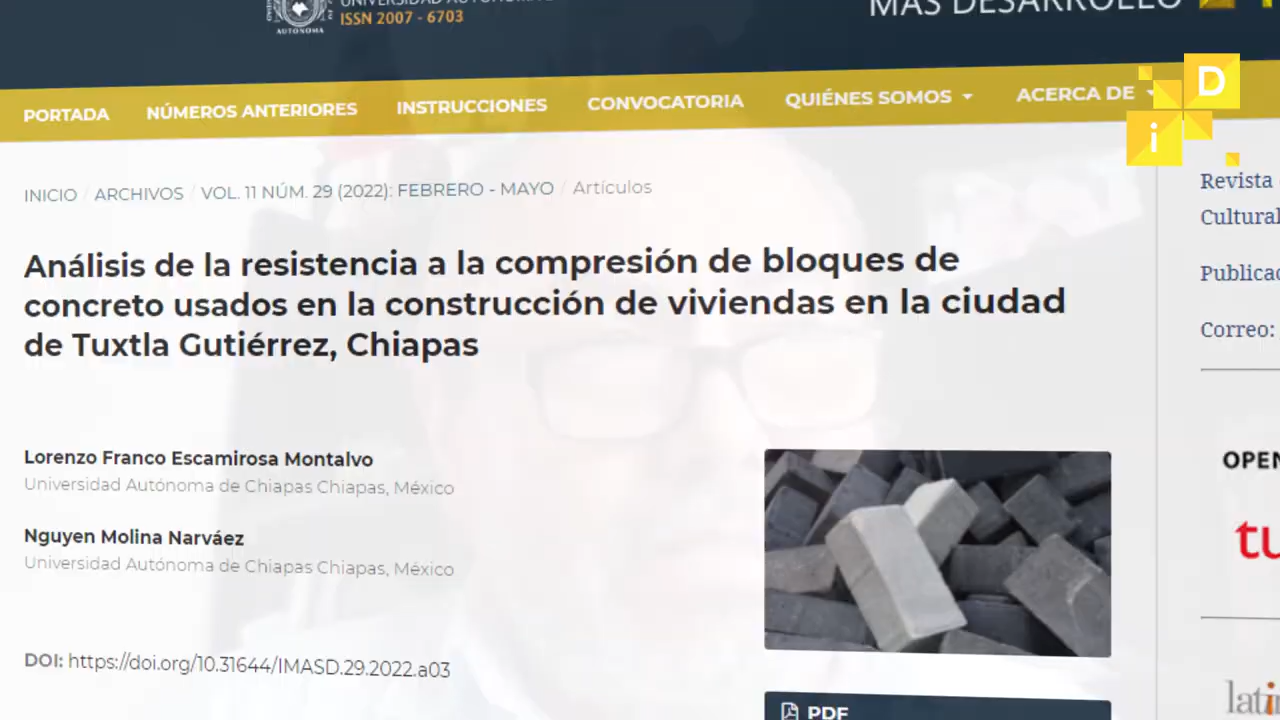 ISSN 2007 - 6703
AUTÓNOMA
MÁS DESARROLLO
D
i
PORTADA NÚMEROS ANTERIORES INSTRUCCIONES CONVOCATORIA QUIÉNES SOMOS ACERCA DE
INICIO / ARCHIVOS / VOL. 11 NÚM. 29 (2022): FEBRERO - MAYO / Artículos
Análisis de la resistencia a la compresión de bloques de
concreto usados en la construcción de viviendas en la ciudad
de Tuxtla Gutiérrez, Chiapas
Lorenzo Franco Escamirosa Montalvo
Universidad Autónoma de Chiapas Chiapas, México
Nguyen Molina Narváez
Universidad Autónoma de Chiapas Chiapas, México
DOI: https://doi.org/10.31644/IMASD.29.2022.a03
PDF
Revista
Cultural
Publicac
Correo:
OPEN
tu
latin